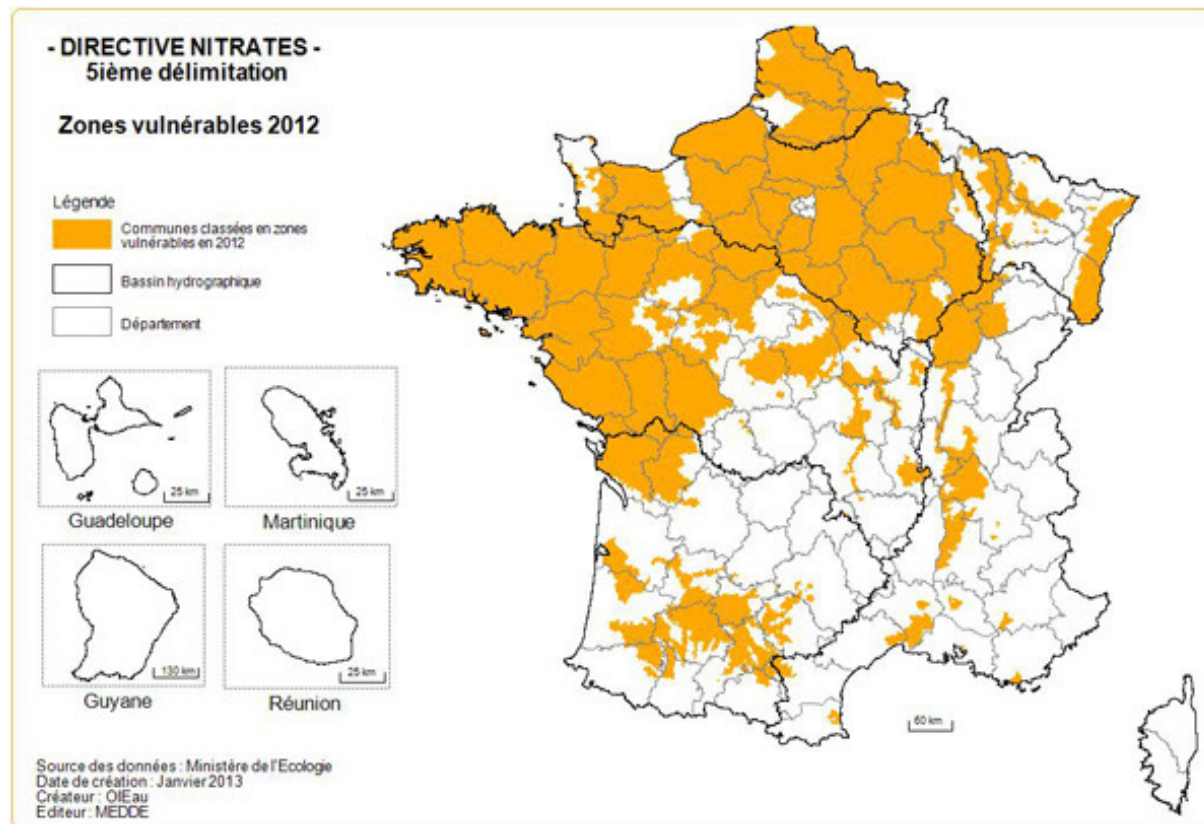 - DIRECTIVE NITRATES -
5ième délimitation
Zones vulnérables 2012
Légende
Communes classées en zones
vulnérables en 2012
Bassin hydrographique
Département
25 km
Guadeloupe
25 km
Martinique
130 km
Guyane
25 km
Réunion
60 km
Source des données : Ministère de l'Ecologie
Date de création : Janvier 2013
Créateur : OIEau
Editeur : MEDDE